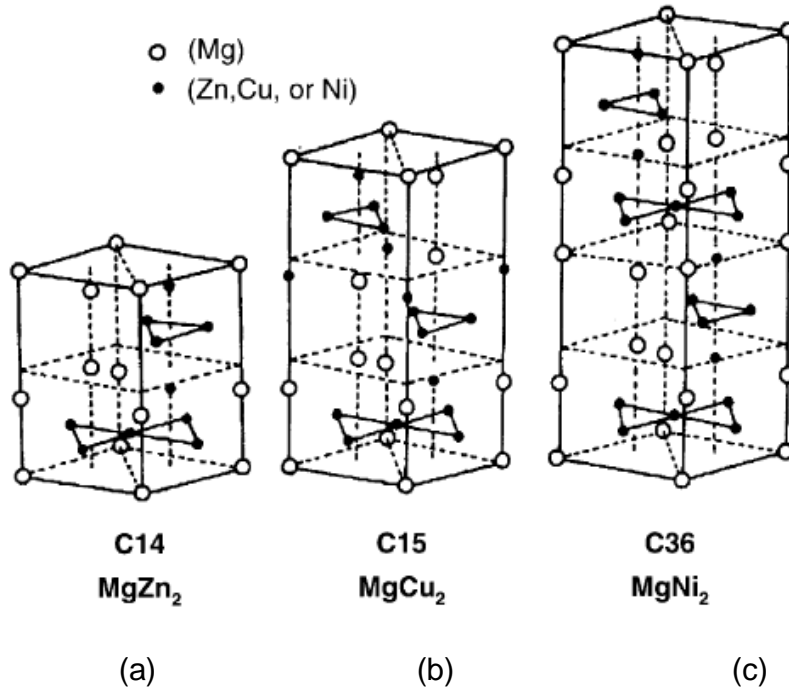 (Mg)
(Zn,Cu, or Ni)
C14
MgZn₂
C15
MgCu₂
C36
MgNi₂
(a)
(b)
(c)